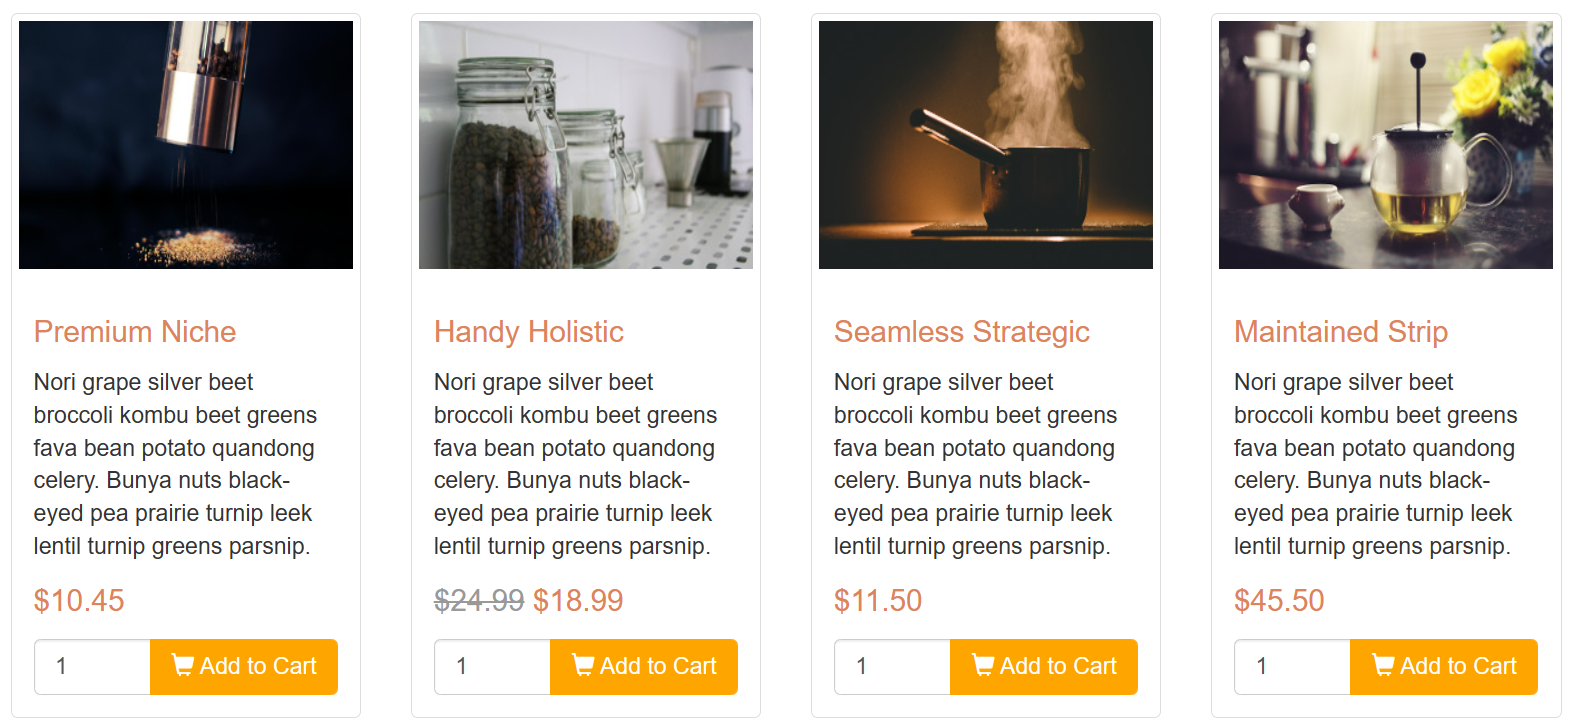 Premium Niche
Nori grape silver beet
broccoli kombu beet greens
fava bean potato quandong
celery. Bunya nuts black-
eyed pea prairie turnip leek
lentil turnip greens parsnip.
$10.45
1 Add to Cart
Handy Holistic
Nori grape silver beet
broccoli kombu beet greens
fava bean potato quandong
celery. Bunya nuts black-
eyed pea prairie turnip leek
lentil turnip greens parsnip.
$24.99 $18.99
1 Add to Cart
Seamless Strategic
Nori grape silver beet
broccoli kombu beet greens
fava bean potato quandong
celery. Bunya nuts black-
eyed pea prairie turnip leek
lentil turnip greens parsnip.
$11.50
1 Add to Cart
Maintained Strip
Nori grape silver beet
broccoli kombu beet greens
fava bean potato quandong
celery. Bunya nuts black-
eyed pea prairie turnip leek
lentil turnip greens parsnip.
$45.50
1 Add to Cart